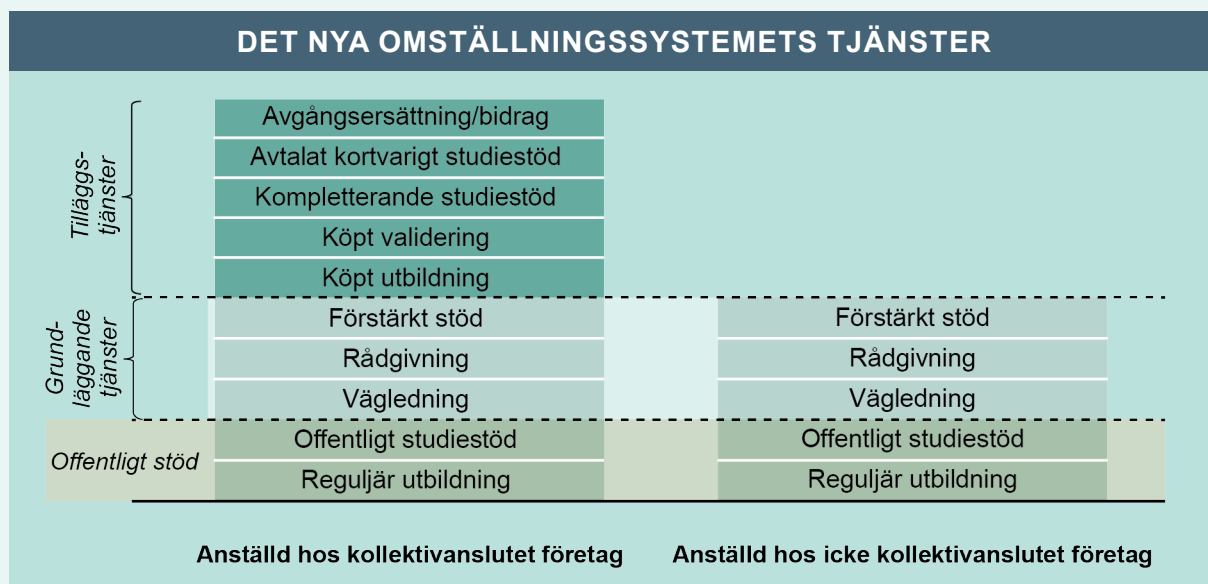 DET NYA OMSTÄLLNINGSSYSTEMETS TJÄNSTER
Tilläggs-
tjänster
Avgångsersättning/bidrag
Avtalat kortvarigt studiestöd
Kompletterande studiestöd
Köpt validering
Köpt utbildning
Grund-
läggande
tjänster
Förstärkt stöd
Rådgivning
Vägledning
Förstärkt stöd
Rådgivning
Vägledning
Offentligt stöd
Offentligt studiestöd
Reguljär utbildning
Offentligt studiestöd
Reguljär utbildning
Anställd hos kollektivanslutet företag
Anställd hos icke kollektivanslutet företag